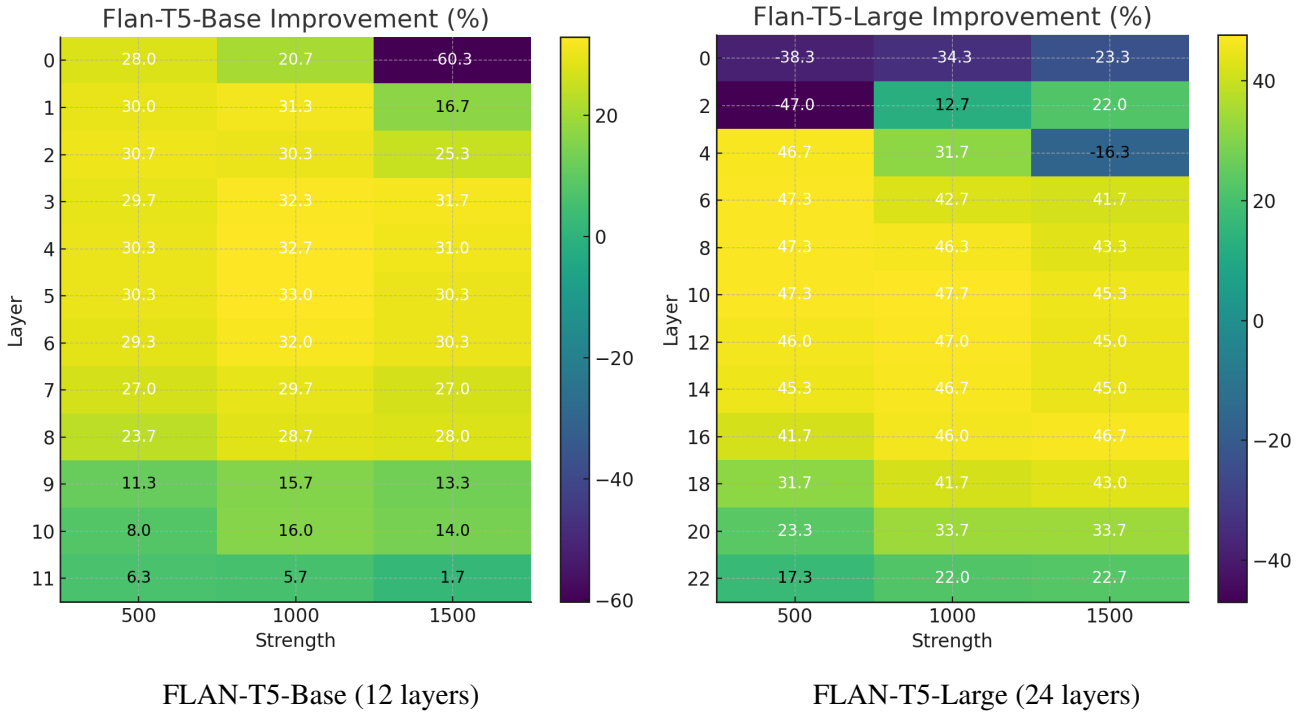 Flan-T5-Base Improvement (%)
0 28.0 20.7 -60.3
1 30.0 31.3 16.7
2 30.7 30.3 25.3
3 29.7 32.3 31.7
4 30.3 32.7 31.0
5 30.3 33.0 30.3
6 29.3 32.0 30.3
7 27.0 29.7 27.0
8 23.7 28.7 28.0
9 11.3 15.7 13.3
10 8.0 16.0 14.0
11 6.3 5.7 1.7
500 1000 1500
Strength
Layer
20
0
−20
−40
−60
FLAN-T5-Base (12 layers)
Flan-T5-Large Improvement (%)
0 -38.3 -34.3 -23.3
2 -47.0 12.7 22.0
4 46.7 31.7 -16.3
6 47.3 42.7 41.7
8 47.3 46.3 43.3
10 47.3 47.7 45.3
12 46.0 47.0 45.0
14 45.3 46.7 45.0
16 41.7 46.0 46.7
18 31.7 41.7 43.0
20 23.3 33.7 33.7
22 17.3 22.0 22.7
500 1000 1500
Strength
Layer
40
20
0
−20
−40
FLAN-T5-Large (24 layers)